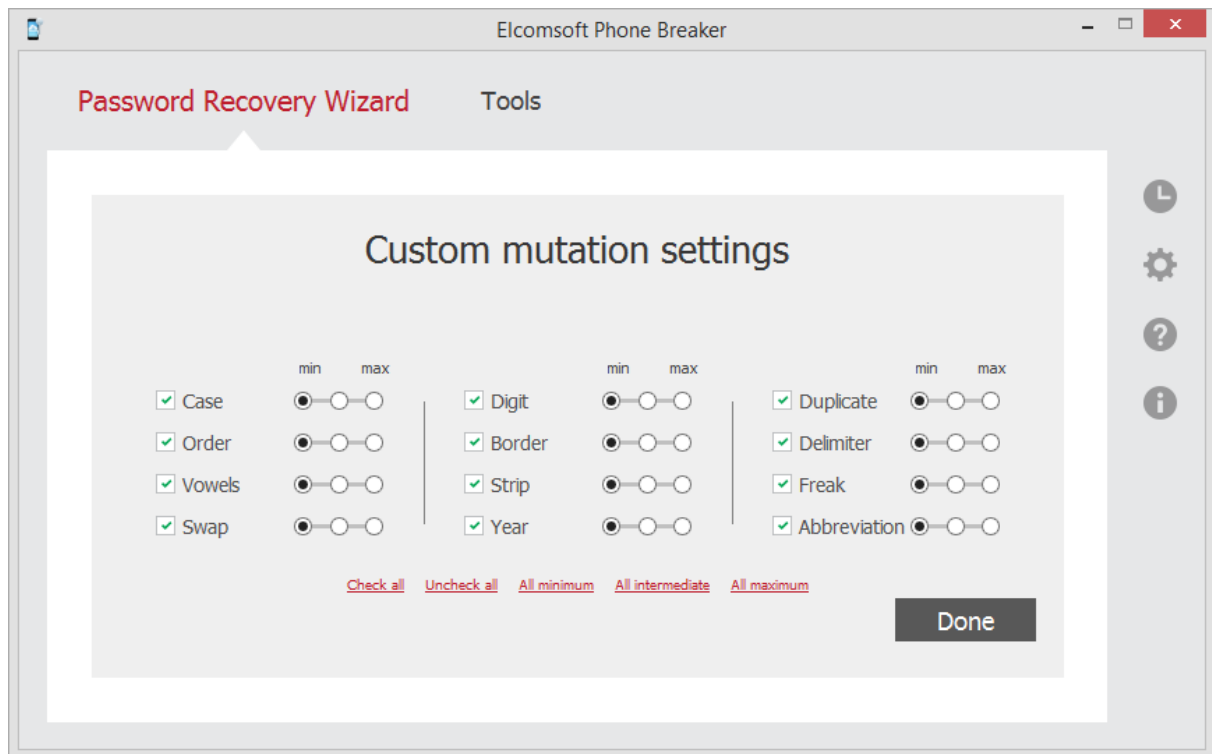 Elcomsoft Phone Breaker
Password Recovery Wizard Tools
Custom mutation settings
min max min max min max
Case Digit Duplicate
Order Border Delimiter
Vowels Strip Freak
Swap Year Abbreviation
Check all Uncheck all All minimum All intermediate All maximum
Done